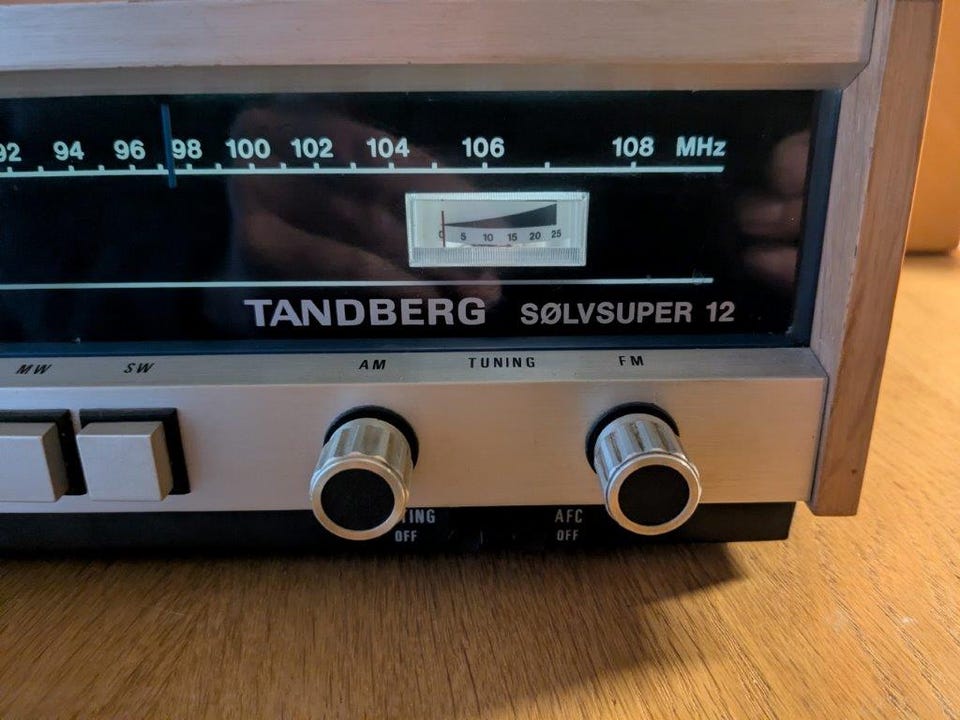 92 94 96 98 100 102 104 106 108 MHz
0 5 10 15 20 25
TANDBERG SØLVSUPER 12
MW SW AM TUNING FM
TING AFC
OFF OFF